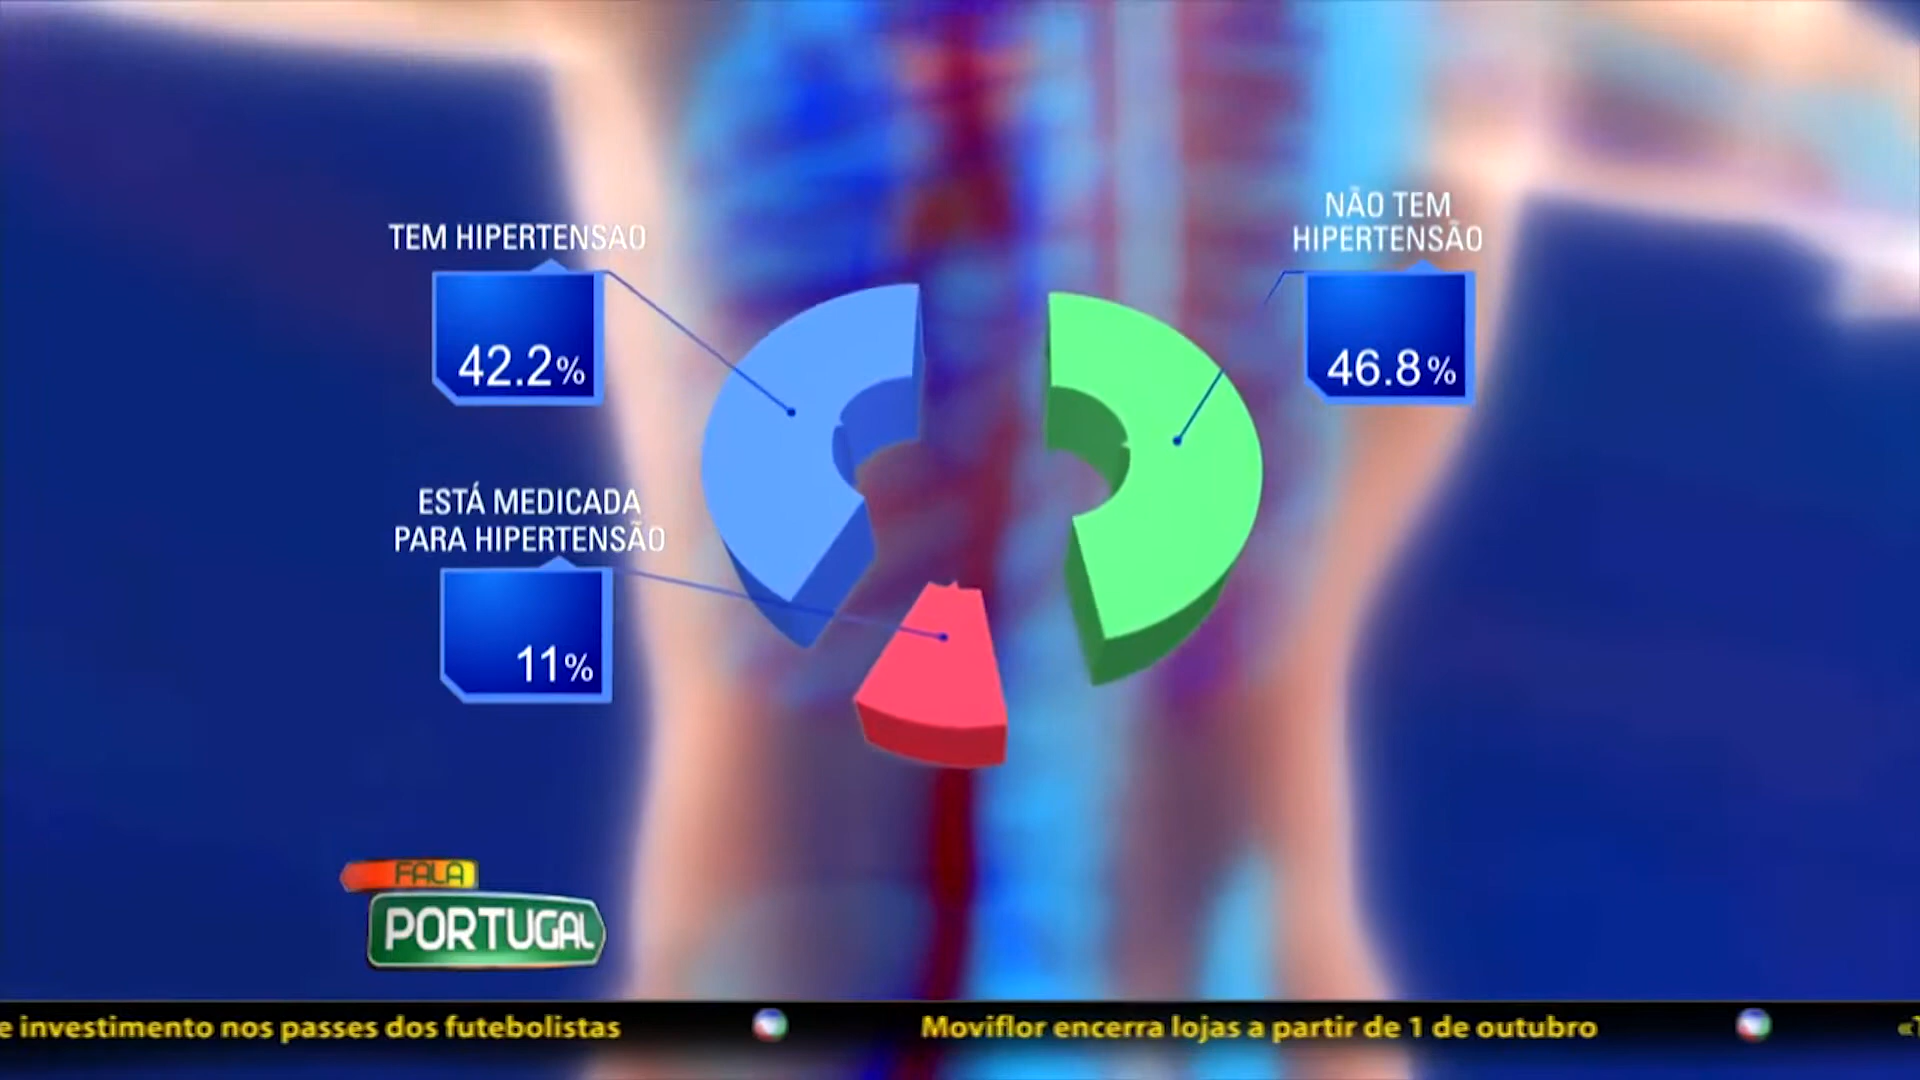 TEM HIPERTENSAO
42.2%
NÃO TEM
HIPERTENSÃO
46.8%
ESTÁ MEDICADA
PARA HIPERTENSÃO
11%
FALA
PORTUGAL
e investimento nos passes dos futebolistas
Moviflor encerra lojas a partir de 1 de outubro